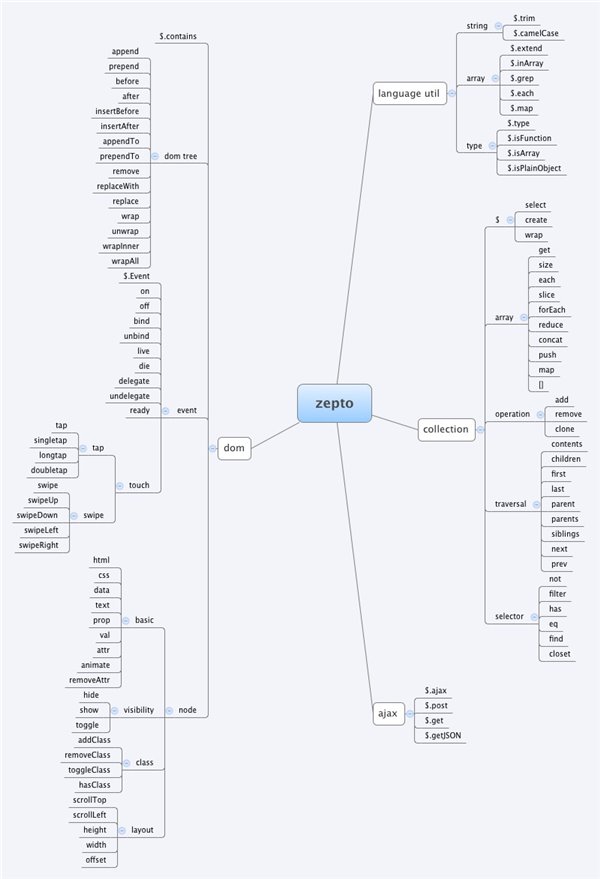 zepto
language util
string
$.trim
$.camelCase
array
$.extend
$.inArray
$.grep
$.each
$.map
type
$.type
$.isFunction
$.isArray
$.isPlainObject
collection
$
select
create
wrap
array
get
size
each
slice
forEach
reduce
concat
push
map
[]
operation
add
remove
clone
traversal
contents
children
first
last
parent
parents
siblings
next
prev
selector
not
filter
has
eq
find
closet
ajax
$.ajax
$.post
$.get
$.getJSON
dom
$.contains
dom tree
append
prepend
before
after
insertBefore
insertAfter
appendTo
prependTo
remove
replaceWith
replace
wrap
unwrap
wrapInner
wrapAll
event
$.Event
on
off
bind
unbind
live
die
delegate
undelegate
ready
touch
tap
tap
singletap
longtap
doubletap
swipe
swipe
swipeUp
swipeDown
swipeLeft
swipeRight
node
basic
html
css
data
text
prop
val
attr
animate
removeAttr
visibility
hide
show
toggle
class
addClass
removeClass
toggleClass
hasClass
layout
scrollTop
scrollLeft
height
width
offset